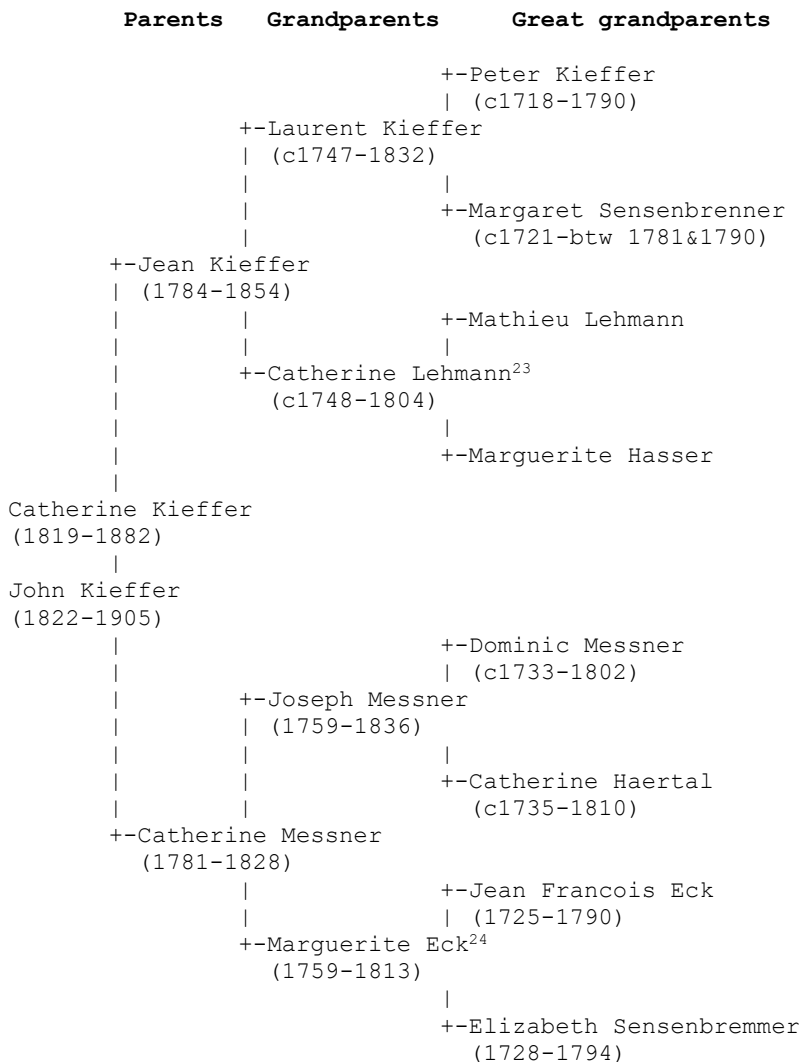 Parents Grandparents Great grandparents
+-Peter Kieffer
| (c1718-1790)
+-Laurent Kieffer
| (c1747-1832)
| |
| +-Margaret Sensenbrenner
| (c1721-btw 1781&1790)
+-Jean Kieffer
| (1784-1854)
| | +-Mathieu Lehmann
| | |
| +-Catherine Lehmann23
| (c1748-1804)
| |
| +-Marguerite Hasser
|
Catherine Kieffer
(1819-1882)
|
John Kieffer
(1822-1905)
| +-Dominic Messner
| | (c1733-1802)
| +-Joseph Messner
| | (1759-1836)
| | |
| | +-Catherine Haertal
| | (c1735-1810)
+-Catherine Messner
(1781-1828)
| +-Jean Francois Eck
| | (1725-1790)
+-Marguerite Eck24
(1759-1813)
|
+-Elizabeth Sensenbremmer
(1728-1794)